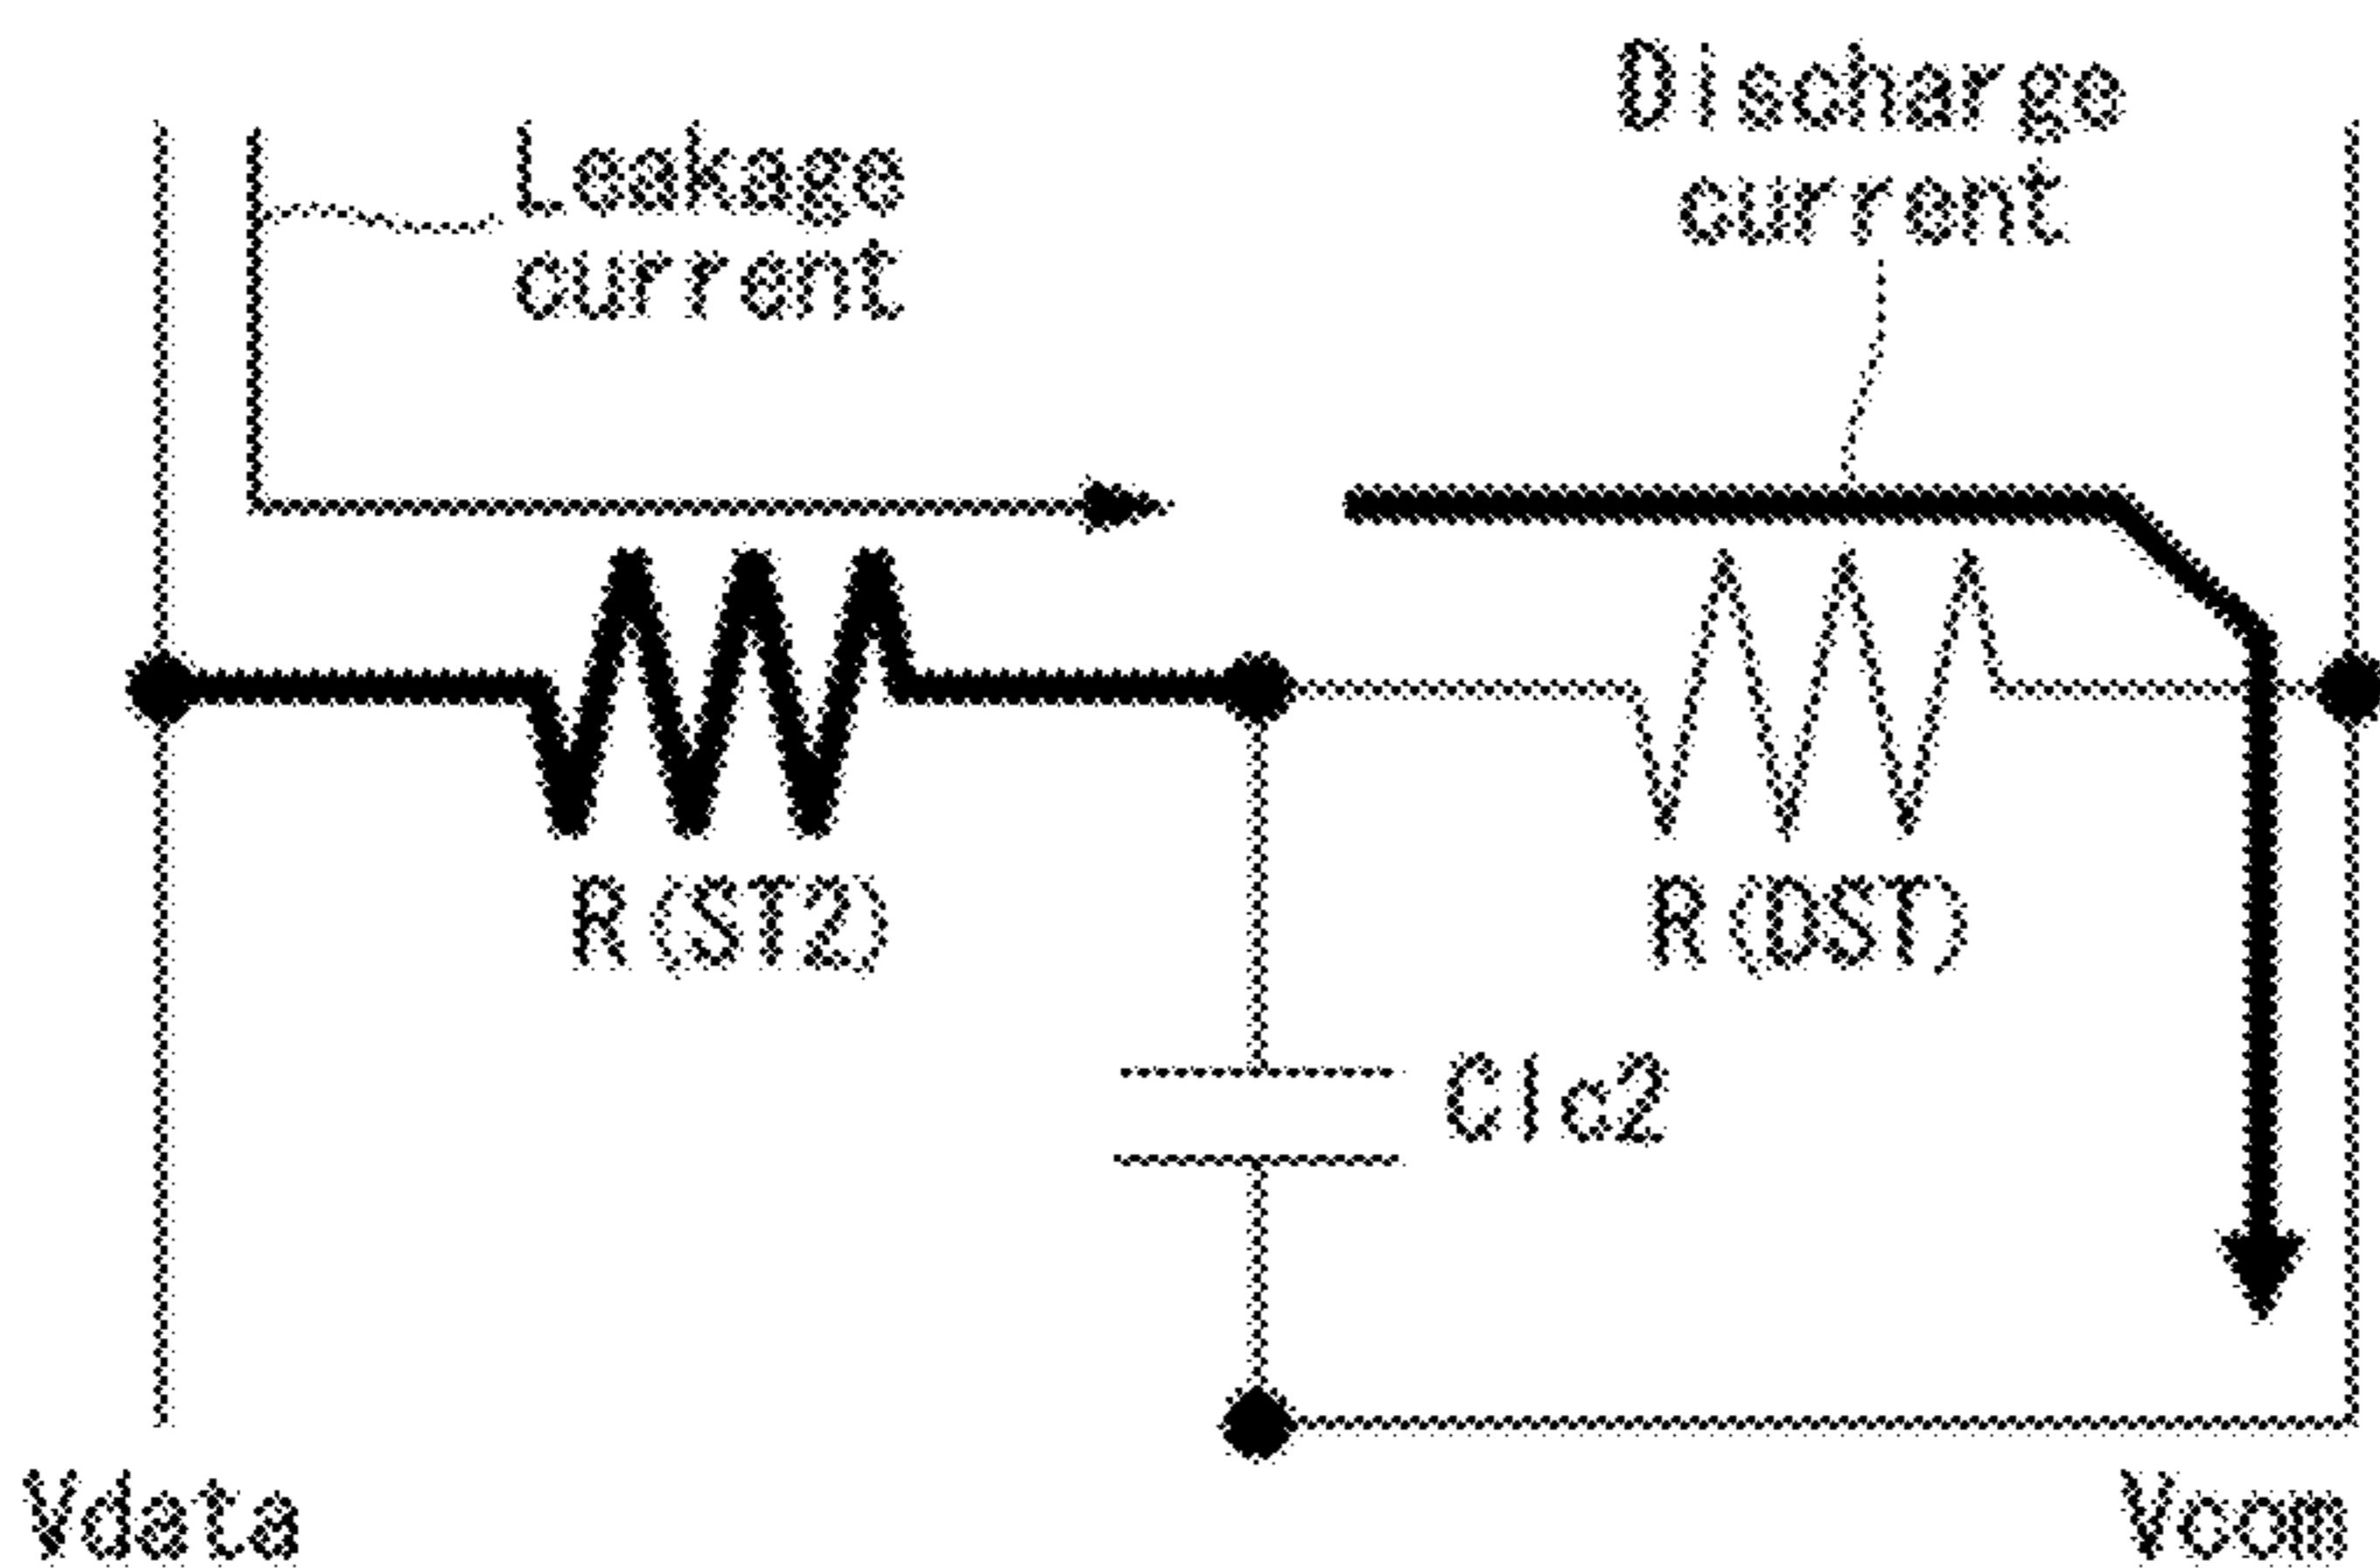 Leakage
current
Discharge
current
R(ST2)
R(DST)
Clc2
Vdata
Vcom